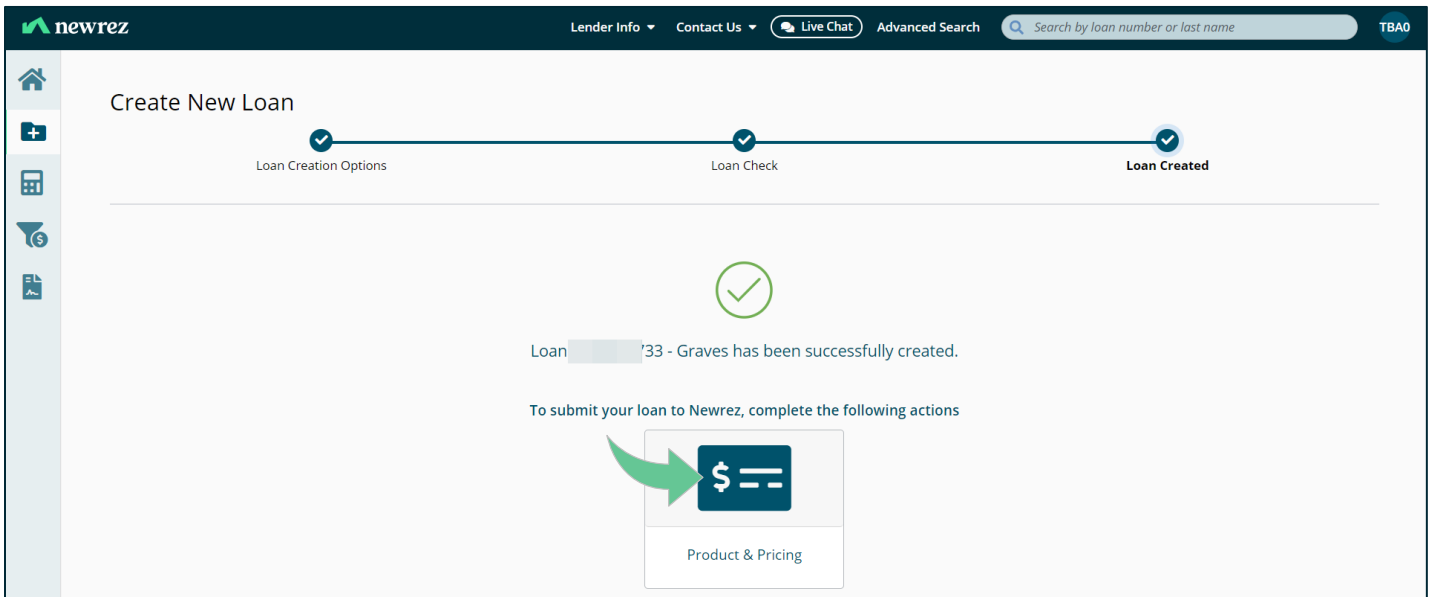 newrez
Lender Info
Contact Us
Live Chat
Advanced Search
Search by loan number or last name
TBA0
Create New Loan
Loan Creation Options
Loan Check
Loan Created
Loan 733 - Graves has been successfully created.
To submit your loan to Newrez, complete the following actions
$
Product & Pricing